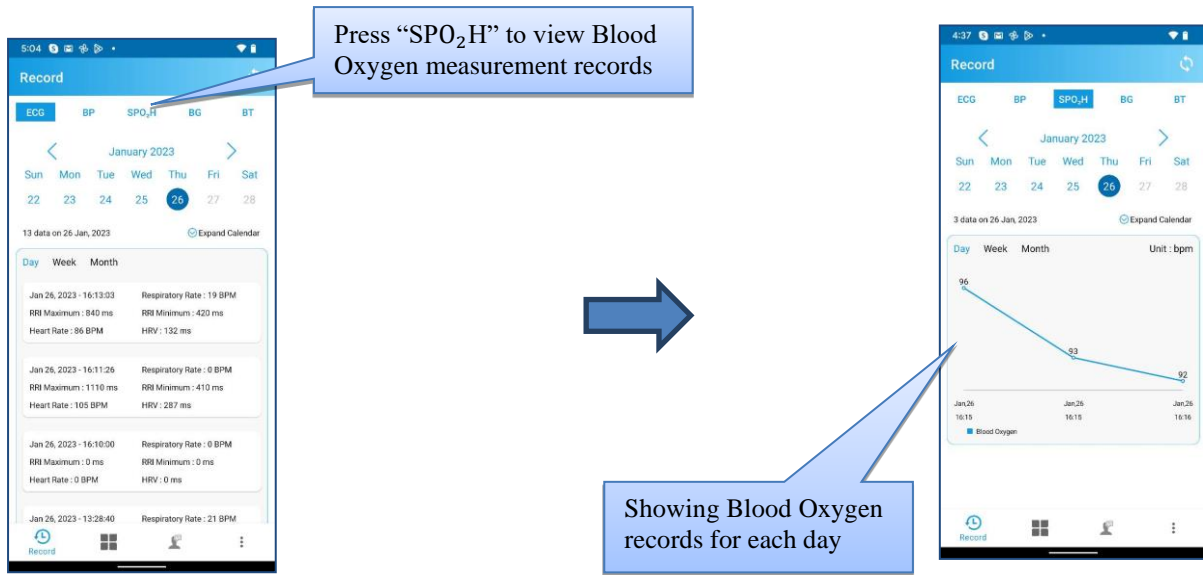 Press “SPO₂H” to view Blood
Oxygen measurement records
5:04
Record
ECG BP SPO₂H BG BT
January 2023
Sun Mon Tue Wed Thu Fri Sat
22 23 24 25 26 27 28
13 data on 26 Jan, 2023 Expand Calendar
Day Week Month
Jan 26, 2023 - 16:13:03 Respiratory Rate : 19 BPM
RRI Maximum : 840 ms RRI Minimum : 420 ms
Heart Rate : 86 BPM HRV : 132 ms
Jan 26, 2023 - 16:11:26 Respiratory Rate : 0 BPM
RRI Maximum : 1110 ms RRI Minimum : 410 ms
Heart Rate : 105 BPM HRV : 287 ms
Jan 26, 2023 - 16:10:00 Respiratory Rate : 0 BPM
RRI Maximum : 0 ms RRI Minimum : 0 ms
Heart Rate : 0 BPM HRV : 0 ms
Jan 26, 2023 - 13:28:40 Respiratory Rate : 21 BPM
Record
4:37
Record
ECG BP SPO₂H BG BT
January 2023
Sun Mon Tue Wed Thu Fri Sat
22 23 24 25 26 27 28
3 data on 26 Jan, 2023 Expand Calendar
Day Week Month Unit : bpm
96
93
92
Jan,26 Jan,26 Jan,26
16:15 16:15 16:16
Blood Oxygen
Record
Showing Blood Oxygen
records for each day